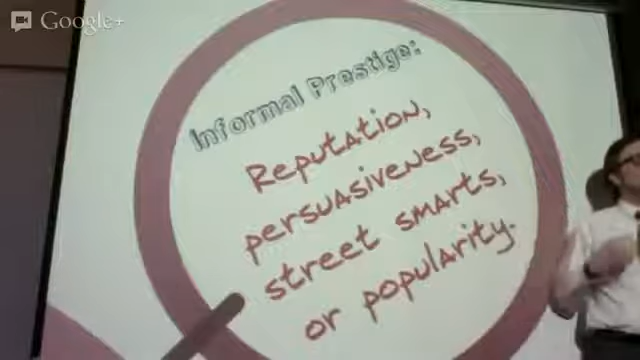 Google+
Informal Prestige:
Reputation,
persuasiveness,
street smarts,
or popularity.